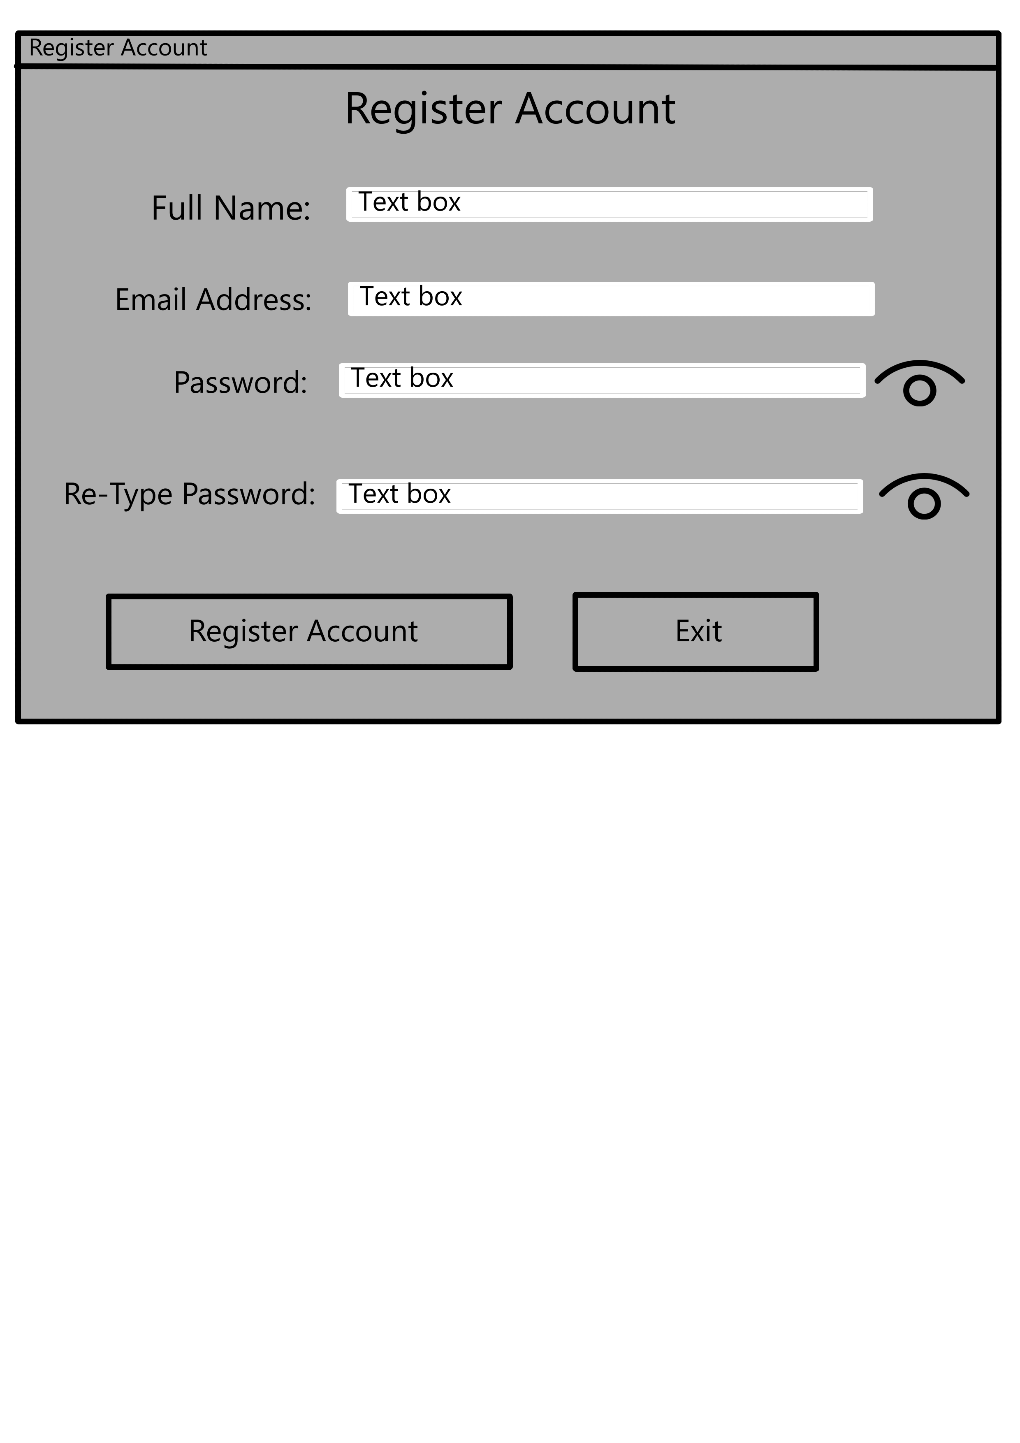 Register Account
Register Account
Full Name: Text box
Email Address: Text box
Password: Text box
Re-Type Password: Text box
Register Account Exit